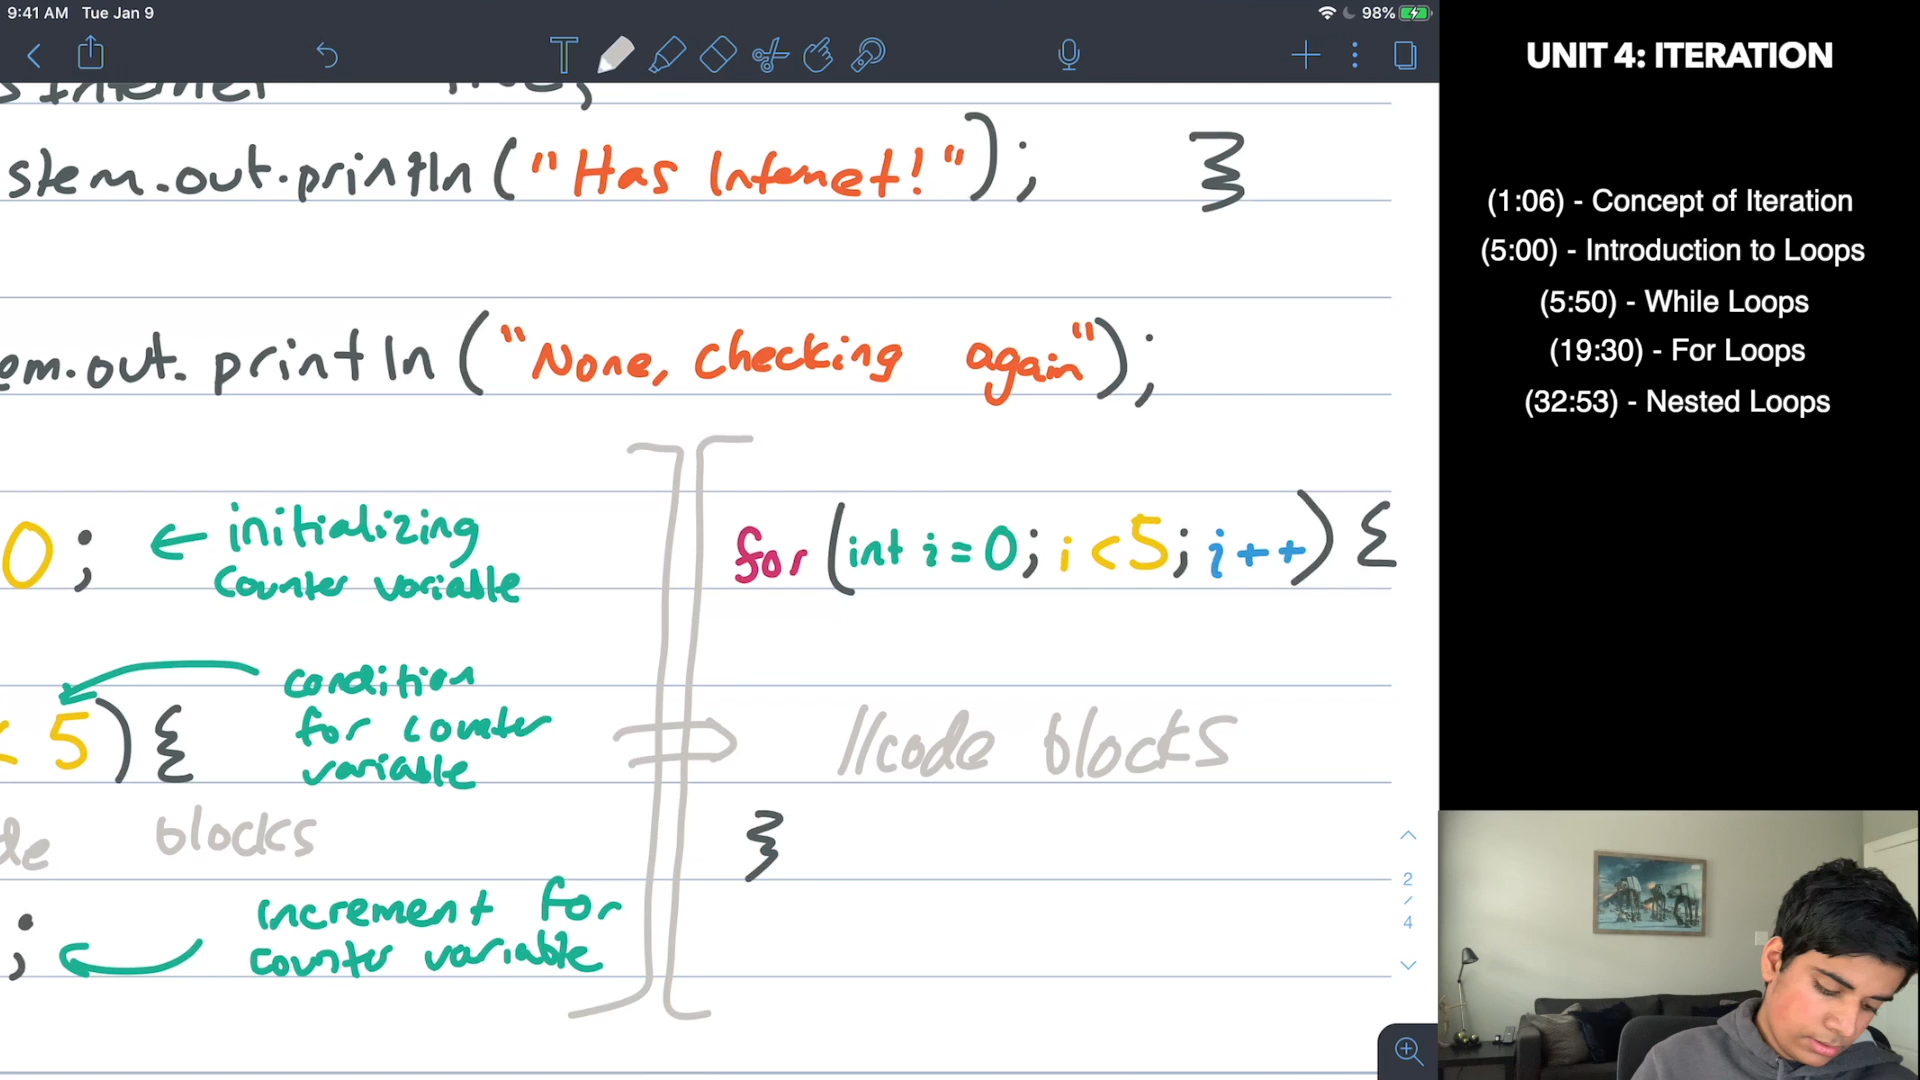 9:41 AM Tue Jan 9
98%
UNIT 4: ITERATION
(1:06) - Concept of Iteration
(5:00) - Introduction to Loops
(5:50) - While Loops
(19:30) - For Loops
(32:53) - Nested Loops
stem.out.println("Has Internet!"); }
em.out.println("None, checking again");
0; ← initializing
counter variable
for(int i=0; i<5; i++){
//code blocks
}
< 5){
condition
for counter
variable
de blocks
;
increment for
counter variable
2
/
4